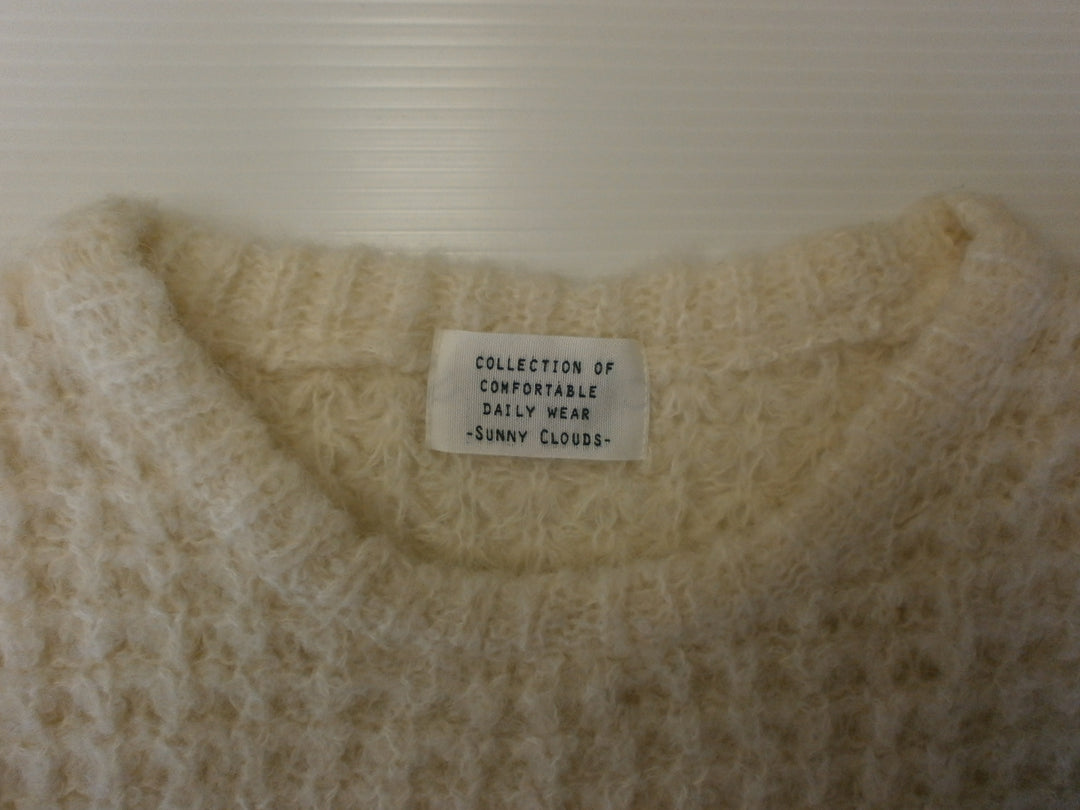 COLLECTION OF
COMFORTABLE
DAILY WEAR
-SUNNY CLOUDS-